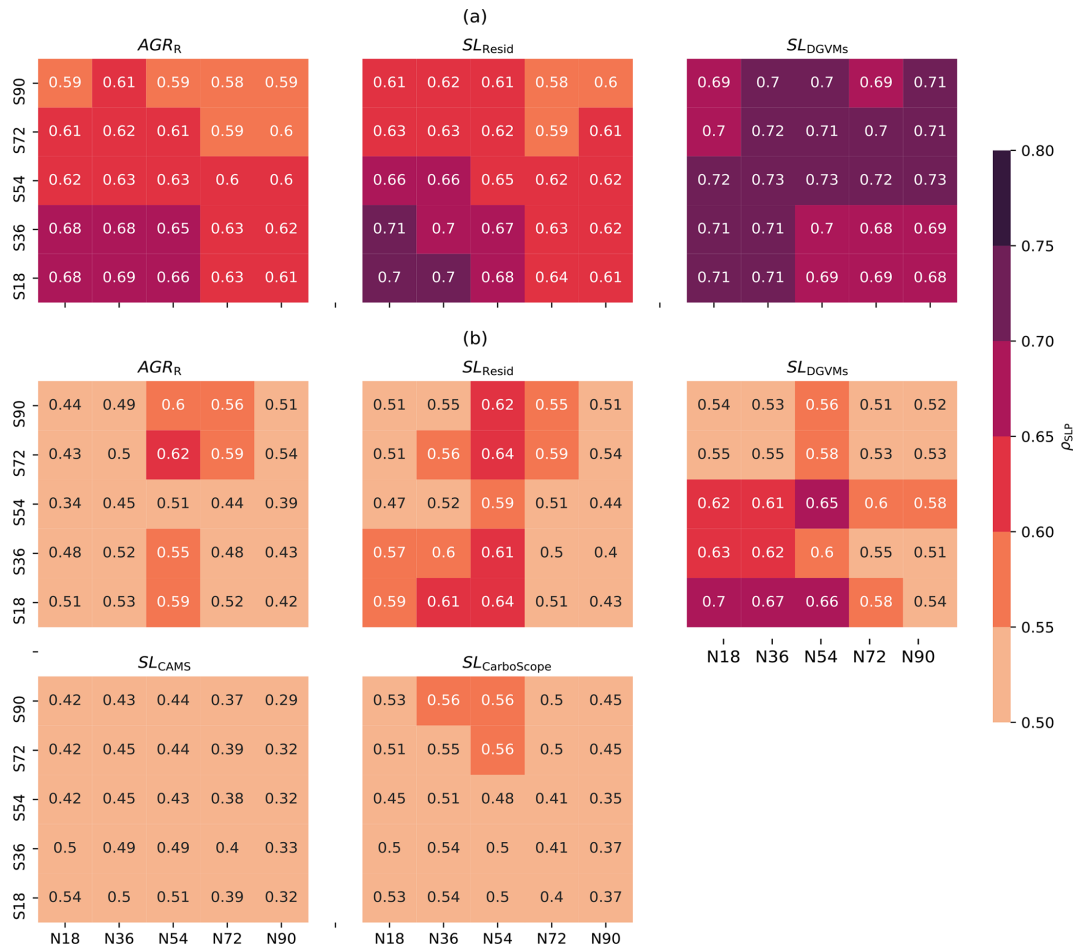 (a)
AGR_R SL_Resid SL_DGVMs
S90 0.59 0.61 0.59 0.58 0.59 0.61 0.62 0.61 0.58 0.6 0.69 0.7 0.7 0.69 0.71
S72 0.61 0.62 0.61 0.59 0.6 0.63 0.63 0.62 0.59 0.61 0.7 0.72 0.71 0.7 0.71
S54 0.62 0.63 0.63 0.6 0.6 0.66 0.66 0.65 0.62 0.62 0.72 0.73 0.73 0.72 0.73
S36 0.68 0.68 0.65 0.63 0.62 0.71 0.7 0.67 0.63 0.62 0.71 0.71 0.7 0.68 0.69
S18 0.68 0.69 0.66 0.63 0.61 0.7 0.7 0.68 0.64 0.61 0.71 0.71 0.69 0.69 0.68
(b)
AGR_R SL_Resid SL_DGVMs
S90 0.44 0.49 0.6 0.56 0.51 0.51 0.55 0.62 0.55 0.51 0.54 0.53 0.56 0.51 0.52
S72 0.43 0.5 0.62 0.59 0.54 0.51 0.56 0.64 0.59 0.54 0.55 0.55 0.58 0.53 0.53
S54 0.34 0.45 0.51 0.44 0.39 0.47 0.52 0.59 0.51 0.44 0.62 0.61 0.65 0.6 0.58
S36 0.48 0.52 0.55 0.48 0.43 0.57 0.6 0.61 0.5 0.4 0.63 0.62 0.6 0.55 0.51
S18 0.51 0.53 0.59 0.52 0.42 0.59 0.61 0.64 0.51 0.43 0.7 0.67 0.66 0.58 0.54
N18 N36 N54 N72 N90
SL_CAMS SL_CarboScope
S90 0.42 0.43 0.44 0.37 0.29 0.53 0.56 0.56 0.5 0.45
S72 0.42 0.45 0.44 0.39 0.32 0.51 0.55 0.56 0.5 0.45
S54 0.42 0.45 0.43 0.38 0.32 0.45 0.51 0.48 0.41 0.35
S36 0.5 0.49 0.49 0.4 0.33 0.5 0.54 0.5 0.41 0.37
S18 0.54 0.5 0.51 0.39 0.32 0.53 0.54 0.5 0.4 0.37
N18 N36 N54 N72 N90 N18 N36 N54 N72 N90
0.80
0.75
0.70
0.65
0.60
0.55
0.50
ρ_SLP